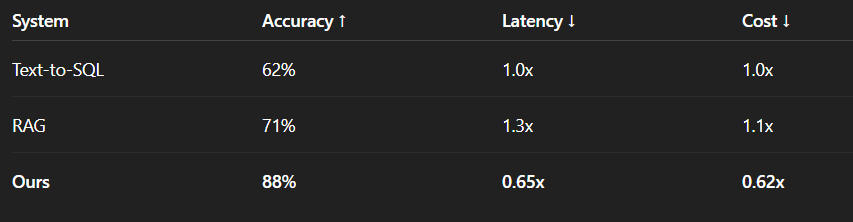 System Accuracy ↑ Latency ↓ Cost ↓
Text-to-SQL 62% 1.0x 1.0x
RAG 71% 1.3x 1.1x
Ours 88% 0.65x 0.62x